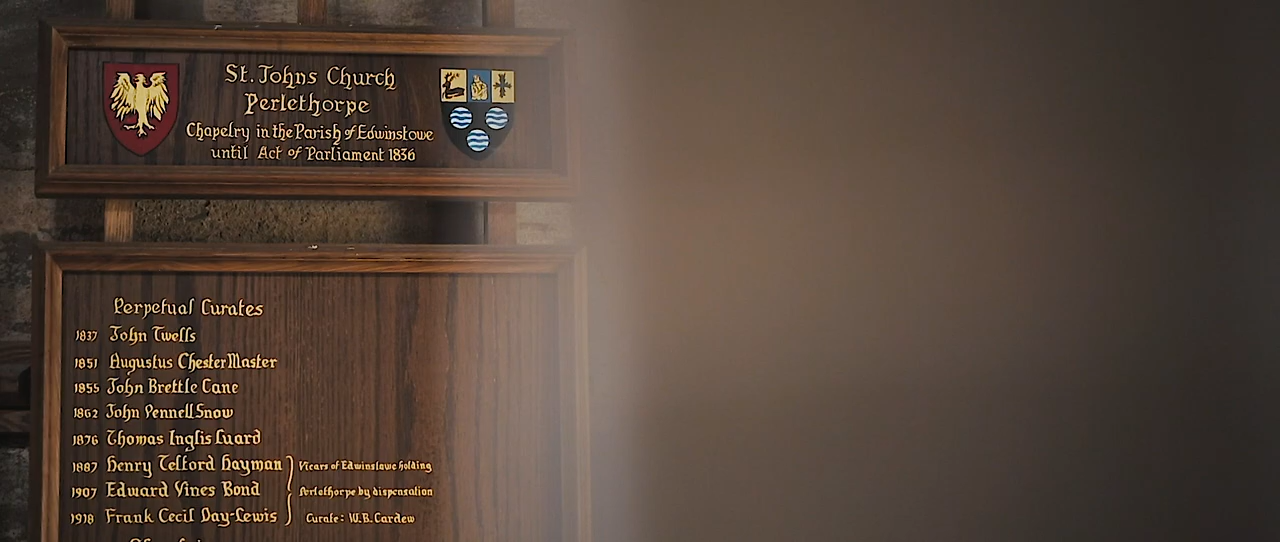 St. Johns Church
Perlethorpe
Chapelry in the Parish of Edwinstowe
until Act of Parliament 1836
Perpetual Curates
1837 John Twells
1851 Augustus Chester Master
1855 John Brettle Cane
1862 John Pennell Snow
1876 Thomas Inglis Luard
1887 Henry Telford Hayman Vicars of Edwinstowe holding
1907 Edward Vines Bond Perlethorpe by dispensation
1918 Frank Cecil Day-Lewis Curate: W.B. Cardew